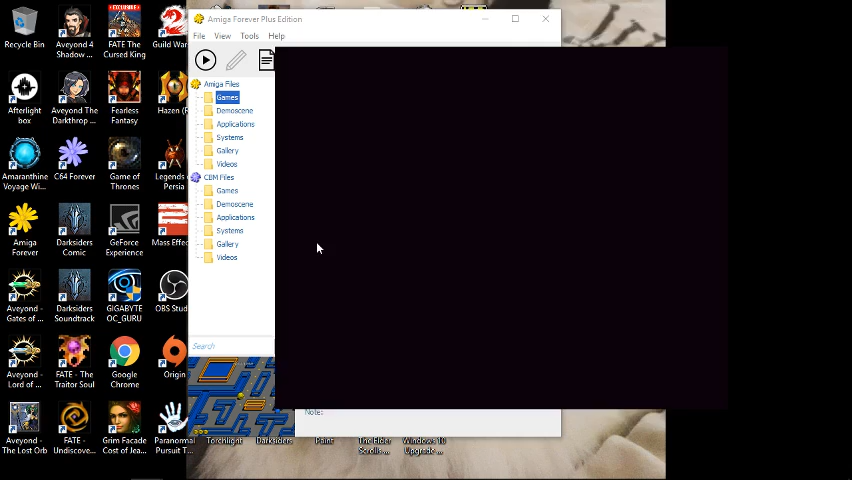 Recycle Bin
Aveyond 4
Shadow ...
EXCLUSIVE
FATE The
Cursed King
Guild War
Afterlight
box
Aveyond The
Darkthrop ...
Fearless
Fantasy
Hazen (R
Amaranthine
Voyage Wi...
C64 Forever
Game of
Thrones
Legends
Persia
Amiga
Forever
Darksiders
Comic
GeForce
Experience
Mass Effec
Aveyond -
Gates of ...
Darksiders
Soundtrack
GIGABYTE
OC_GURU
OBS Stud
Aveyond -
Lord of ...
FATE - The
Traitor Soul
Google
Chrome
Origin
Aveyond -
The Lost Orb
FATE -
Undiscove...
Grim Facade
Cost of Jea...
Paranormal
Pursuit T...
Amiga Forever Plus Edition
File View Tools Help
Amiga Files
Games
Demoscene
Applications
Systems
Gallery
Videos
CBM Files
Games
Demoscene
Applications
Systems
Gallery
Videos
Search
Note:
Torchlight
Darksiders
Paint
The Elder
Scrolls ...
Windows 10
Upgrade ...